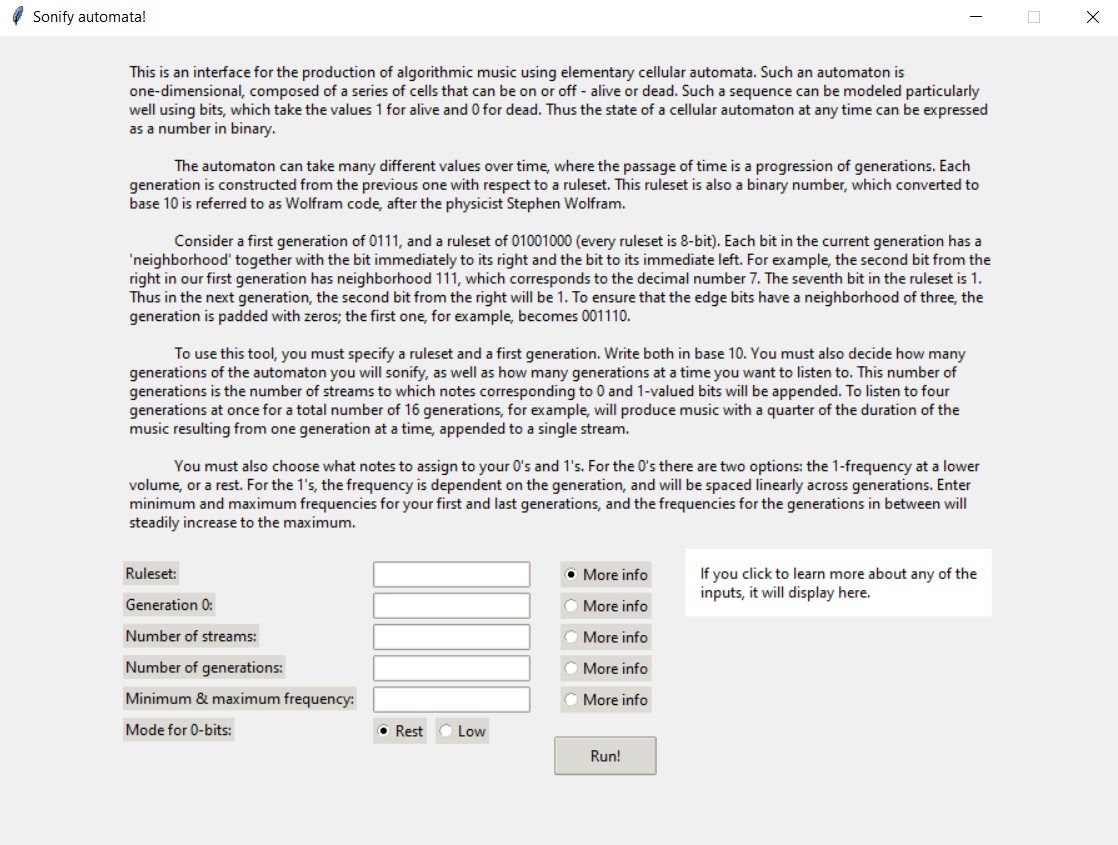 Sonify automata!
This is an interface for the production of algorithmic music using elementary cellular automata. Such an automaton is
one-dimensional, composed of a series of cells that can be on or off - alive or dead. Such a sequence can be modeled particularly
well using bits, which take the values 1 for alive and 0 for dead. Thus the state of a cellular automaton at any time can be expressed
as a number in binary.
The automaton can take many different values over time, where the passage of time is a progression of generations. Each
generation is constructed from the previous one with respect to a ruleset. This ruleset is also a binary number, which converted to
base 10 is referred to as Wolfram code, after the physicist Stephen Wolfram.
Consider a first generation of 0111, and a ruleset of 01001000 (every ruleset is 8-bit). Each bit in the current generation has a
'neighborhood' together with the bit immediately to its right and the bit to its immediate left. For example, the second bit from the
right in our first generation has neighborhood 111, which corresponds to the decimal number 7. The seventh bit in the ruleset is 1.
Thus in the next generation, the second bit from the right will be 1. To ensure that the edge bits have a neighborhood of three, the
generation is padded with zeros; the first one, for example, becomes 001110.
To use this tool, you must specify a ruleset and a first generation. Write both in base 10. You must also decide how many
generations of the automaton you will sonify, as well as how many generations at a time you want to listen to. This number of
generations is the number of streams to which notes corresponding to 0 and 1-valued bits will be appended. To listen to four
generations at once for a total number of 16 generations, for example, will produce music with a quarter of the duration of the
music resulting from one generation at a time, appended to a single stream.
You must also choose what notes to assign to your 0's and 1's. For the 0's there are two options: the 1-frequency at a lower
volume, or a rest. For the 1's, the frequency is dependent on the generation, and will be spaced linearly across generations. Enter
minimum and maximum frequencies for your first and last generations, and the frequencies for the generations in between will
steadily increase to the maximum.
Ruleset: More info
Generation 0: More info
Number of streams: More info
Number of generations: More info
Minimum & maximum frequency: More info
Mode for 0-bits: Rest Low
Run!
If you click to learn more about any of the
inputs, it will display here.